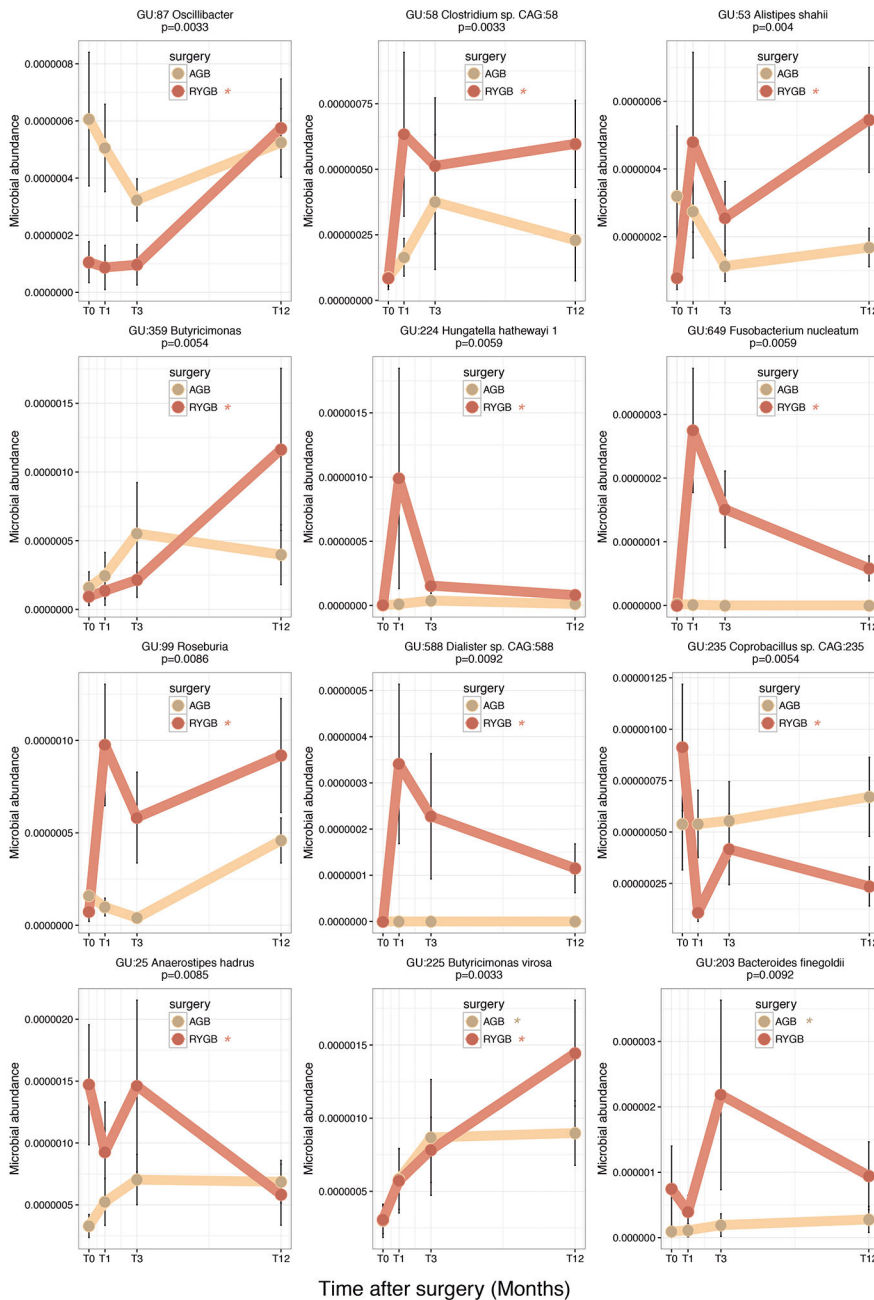 GU:87 Oscillibacter
p=0.0033
surgery
AGB
RYGB *
Microbial abundance
0.0000008
0.0000006
0.0000004
0.0000002
0.0000000
T0 T1 T3 T12
GU:58 Clostridium sp. CAG:58
p=0.0033
surgery
AGB
RYGB *
Microbial abundance
0.00000075
0.00000050
0.00000025
0.00000000
T0 T1 T3 T12
GU:53 Alistipes shahii
p=0.004
surgery
AGB
RYGB *
Microbial abundance
0.0000006
0.0000004
0.0000002
T0 T1 T3 T12
GU:359 Butyricimonas
p=0.0054
surgery
AGB
RYGB *
Microbial abundance
0.0000015
0.0000010
0.0000005
0.0000000
T0 T1 T3 T12
GU:224 Hungatella hathewayi 1
p=0.0059
surgery
AGB
RYGB *
Microbial abundance
0.0000015
0.0000010
0.0000005
0.0000000
T0 T1 T3 T12
GU:649 Fusobacterium nucleatum
p=0.0059
surgery
AGB
RYGB *
Microbial abundance
0.0000003
0.0000002
0.0000001
0.0000000
T0 T1 T3 T12
GU:99 Roseburia
p=0.0086
surgery
AGB
RYGB *
Microbial abundance
0.0000010
0.0000005
0.0000000
T0 T1 T3 T12
GU:588 Dialister sp. CAG:588
p=0.0092
surgery
AGB
RYGB *
Microbial abundance
0.0000005
0.0000004
0.0000003
0.0000002
0.0000001
0.0000000
T0 T1 T3 T12
GU:235 Coprobacillus sp. CAG:235
p=0.0054
surgery
AGB
RYGB *
Microbial abundance
0.00000125
0.00000100
0.00000075
0.00000050
0.00000025
T0 T1 T3 T12
GU:25 Anaerostipes hadrus
p=0.0085
surgery
AGB
RYGB *
Microbial abundance
0.0000020
0.0000015
0.0000010
0.0000005
T0 T1 T3 T12
GU:225 Butyricimonas virosa
p=0.0033
surgery
AGB *
RYGB *
Microbial abundance
0.0000015
0.0000010
0.0000005
0.0000000
T0 T1 T3 T12
GU:203 Bacteroides finegoldii
p=0.0092
surgery
AGB *
RYGB
Microbial abundance
0.000003
0.000002
0.000001
0.000000
T0 T1 T3 T12
Time after surgery (Months)